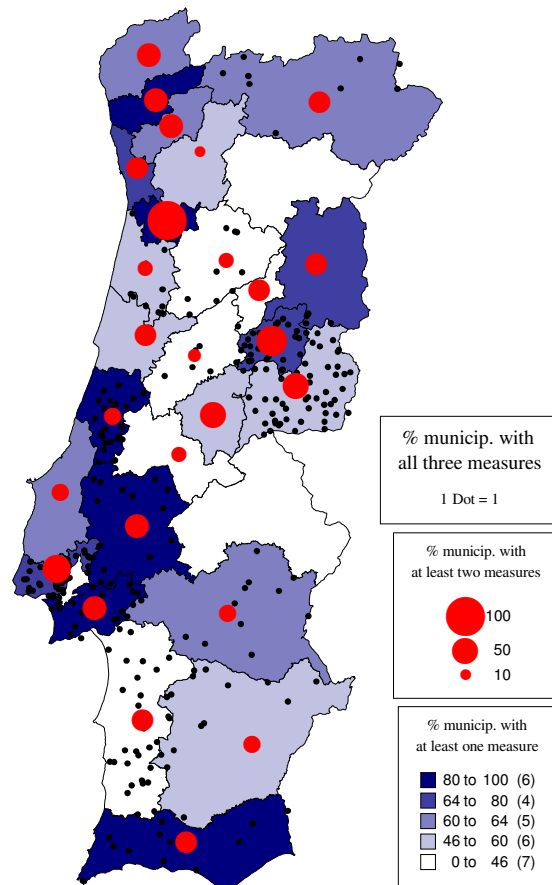 % municip. with
all three measures
1 Dot = 1
% municip. with
at least two measures
100
50
10
% municip. with
at least one measure
80 to 100 (6)
64 to 80 (4)
60 to 64 (5)
46 to 60 (6)
0 to 46 (7)